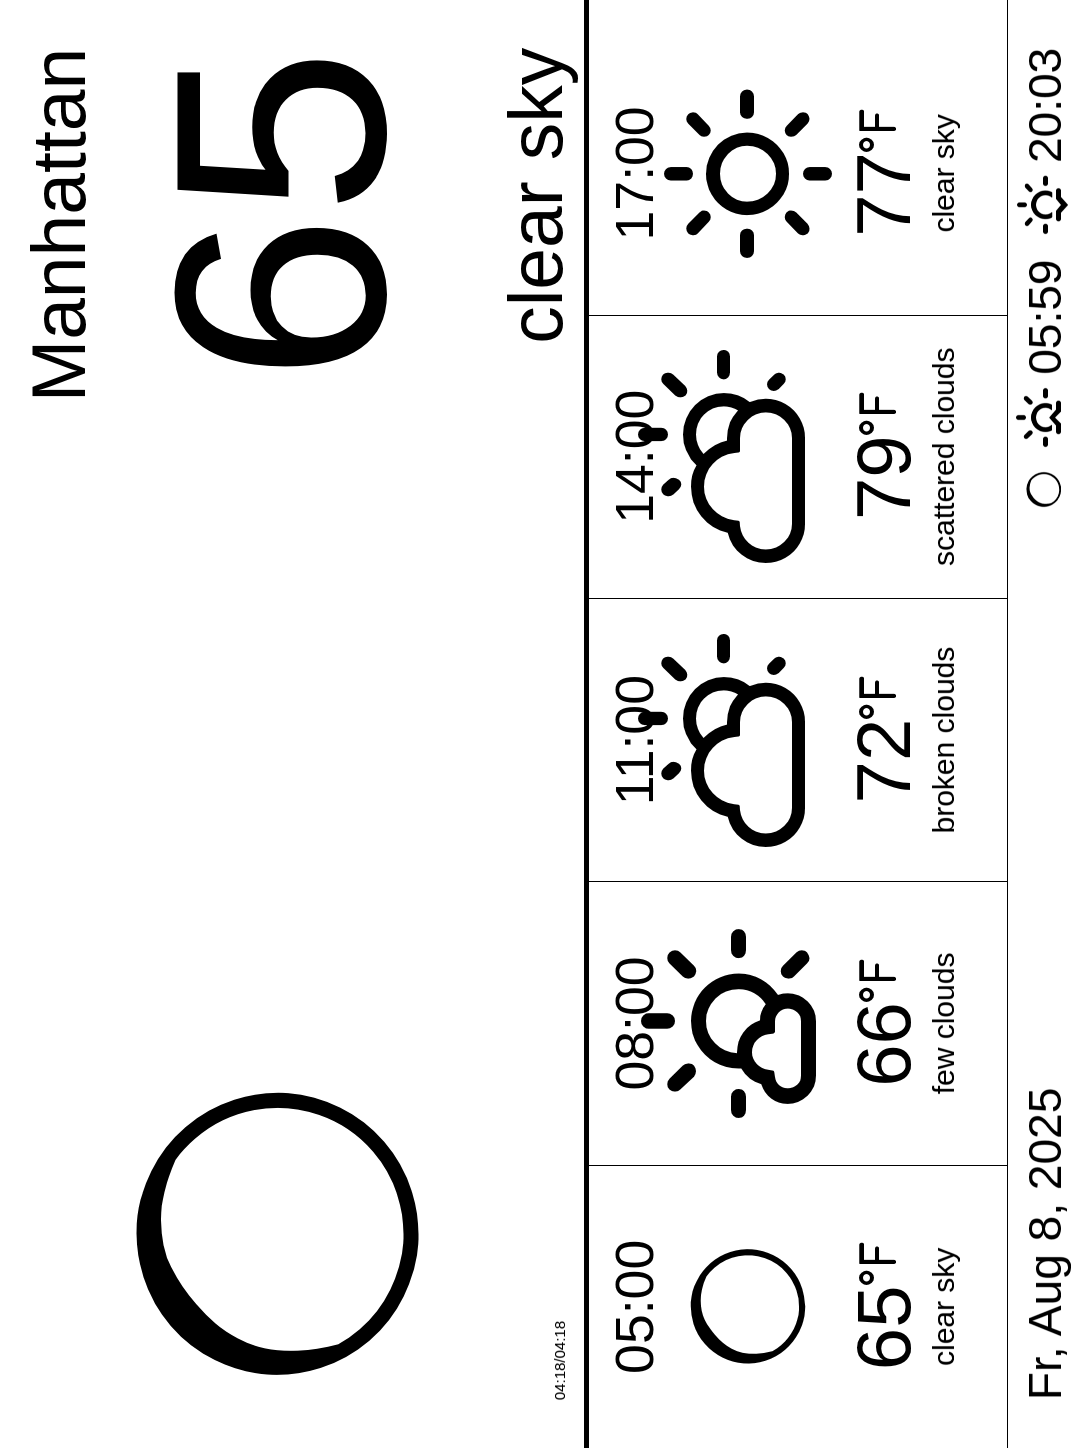 Manhattan
65
clear sky
04:18/04:18
05:00
65°F
clear sky
08:00
66°F
few clouds
11:00
72°F
broken clouds
14:00
79°F
scattered clouds
17:00
77°F
clear sky
Fr, Aug 8, 2025
05:59
20:03